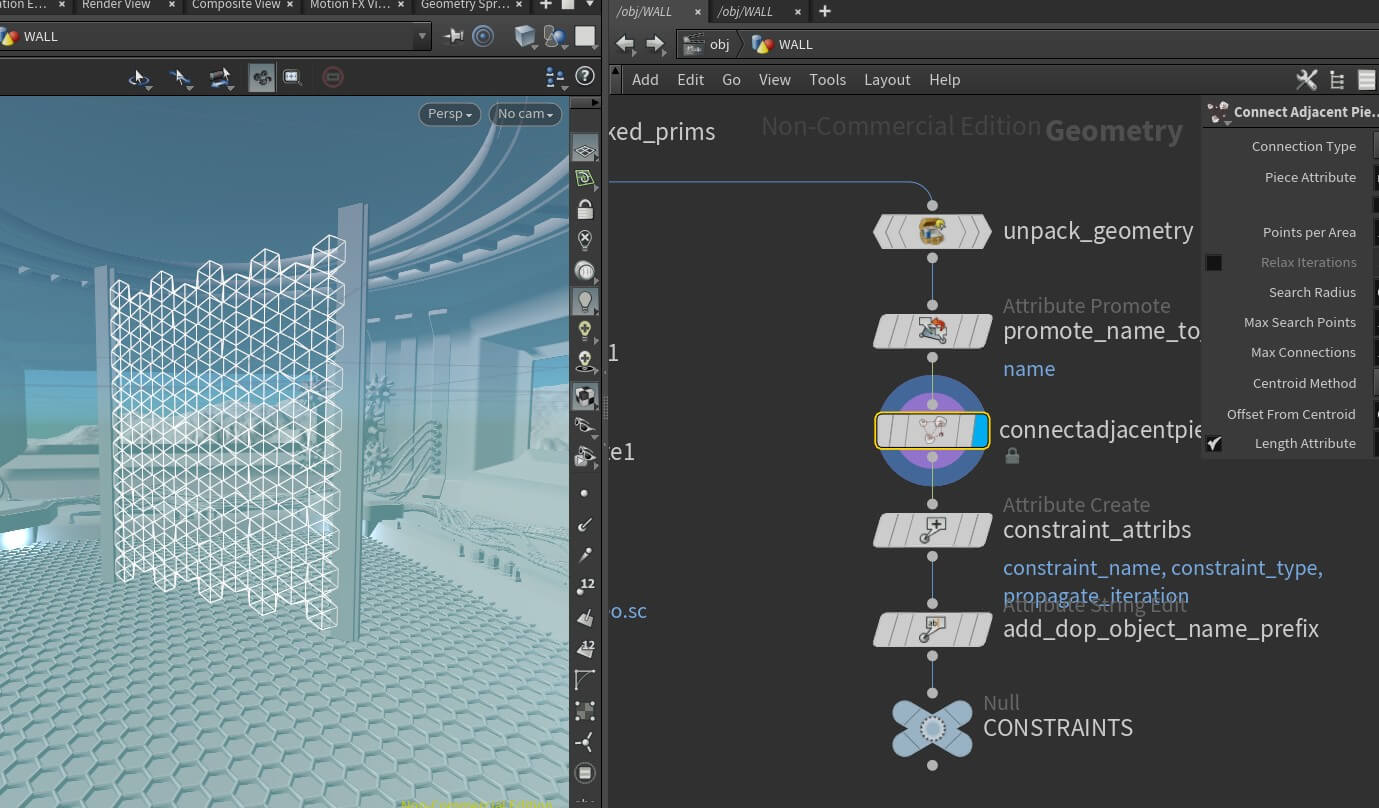 ation E… ×
Render View ×
Composite View ×
Motion FX Vi… ×
Geometry Spr… ×
WALL
Persp
No cam
12
12
/obj/WALL ×
/obj/WALL ×
obj
WALL
Add Edit Go View Tools Layout Help
ked_prims
Non-Commercial Edition
Geometry
unpack_geometry
Attribute Promote
promote_name_to_
name
1
connectadjacentpie
te1
Attribute Create
constraint_attribs
constraint_name, constraint_type,
propagate_iteration
Attribute String Edit
eo.sc
add_dop_object_name_prefix
Null
CONSTRAINTS
Connect Adjacent Pie…
Connection Type
Piece Attribute
Points per Area
Relax Iterations
Search Radius
Max Search Points
Max Connections
Centroid Method
Offset From Centroid
Length Attribute
Non-Commercial Edition